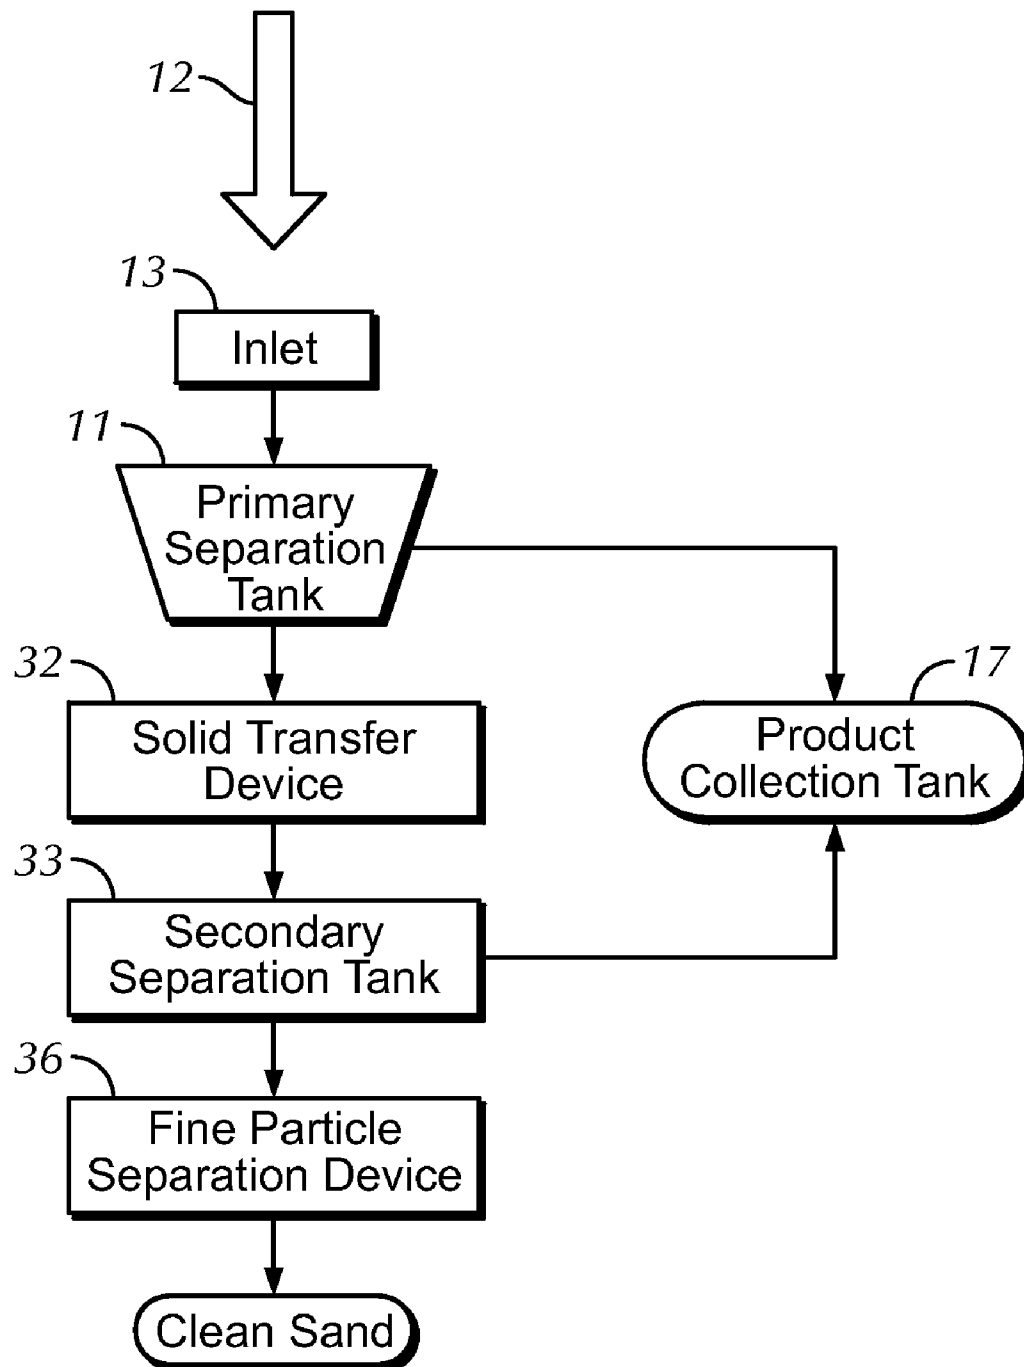 12
13
Inlet
11
Primary
Separation
Tank
32
Solid Transfer
Device
17
Product
Collection Tank
33
Secondary
Separation Tank
36
Fine Particle
Separation Device
Clean Sand